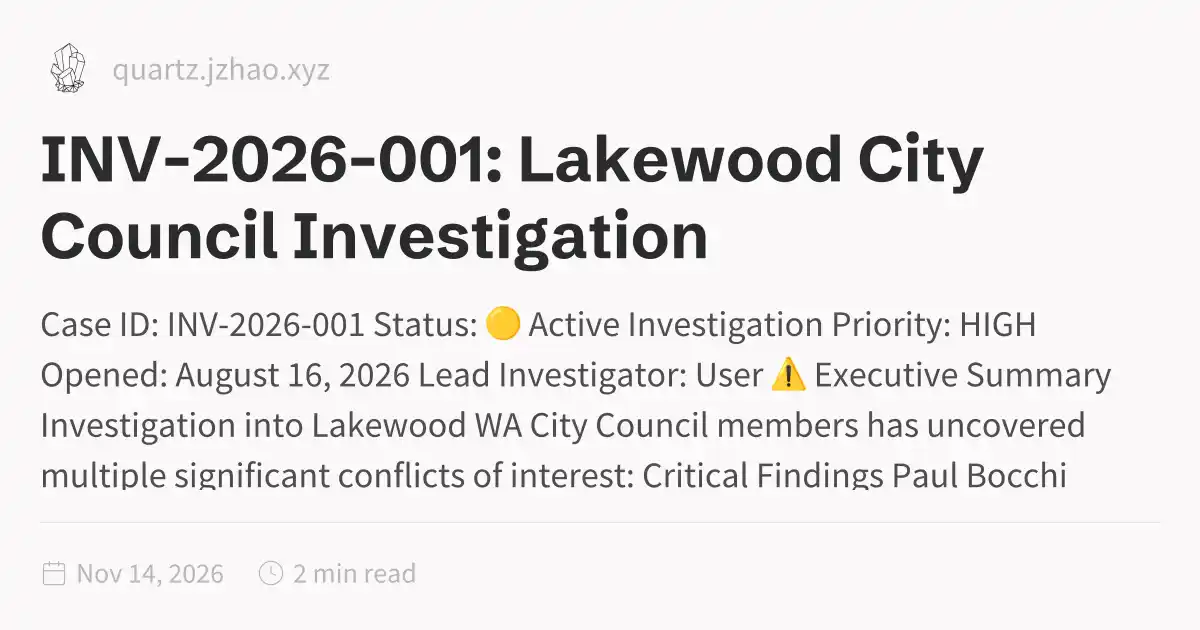 quartz.jzhao.xyz
INV-2026-001: Lakewood City
Council Investigation
Case ID: INV-2026-001 Status: 🟡 Active Investigation Priority: HIGH
Opened: August 16, 2026 Lead Investigator: User ⚠️ Executive Summary
Investigation into Lakewood WA City Council members has uncovered
multiple significant conflicts of interest: Critical Findings Paul Bocchi
Nov 14, 2026
2 min read